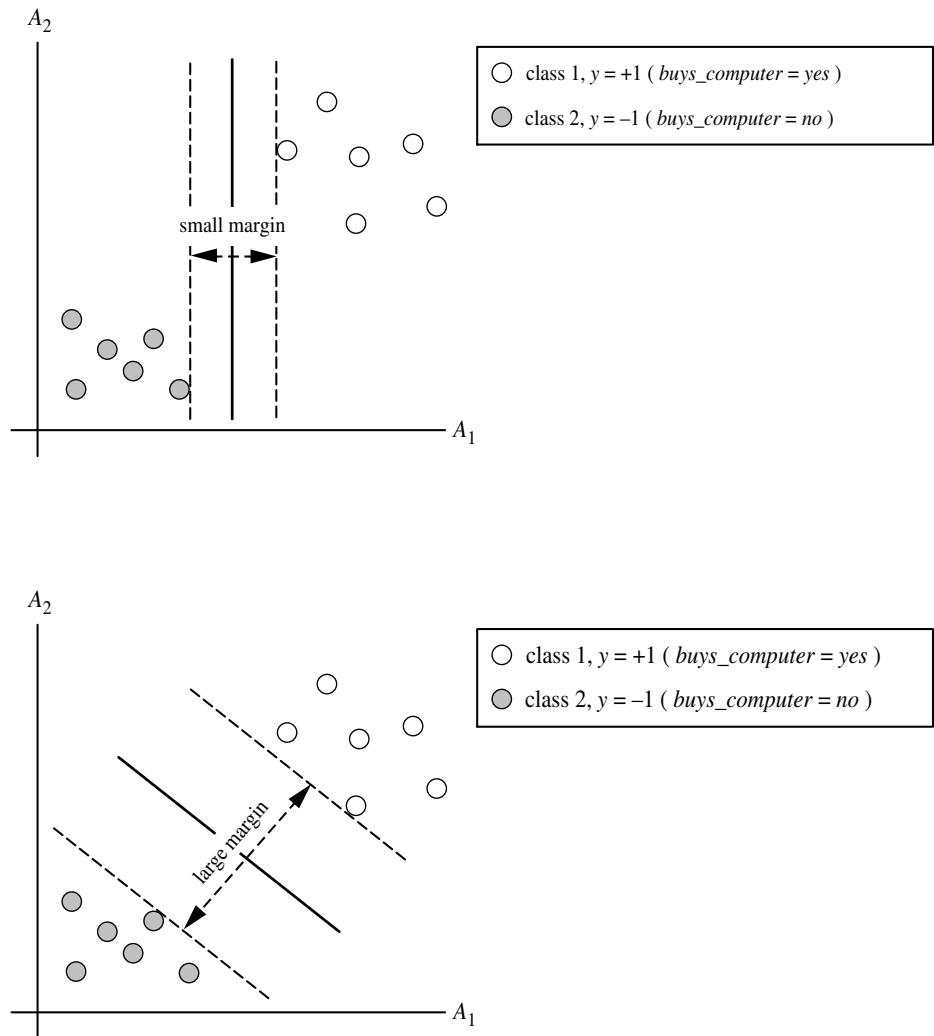 A₂
class 1, y = +1 ( buys_computer = yes )
class 2, y = –1 ( buys_computer = no )
small margin
A₁
A₂
class 1, y = +1 ( buys_computer = yes )
class 2, y = –1 ( buys_computer = no )
large margin
A₁